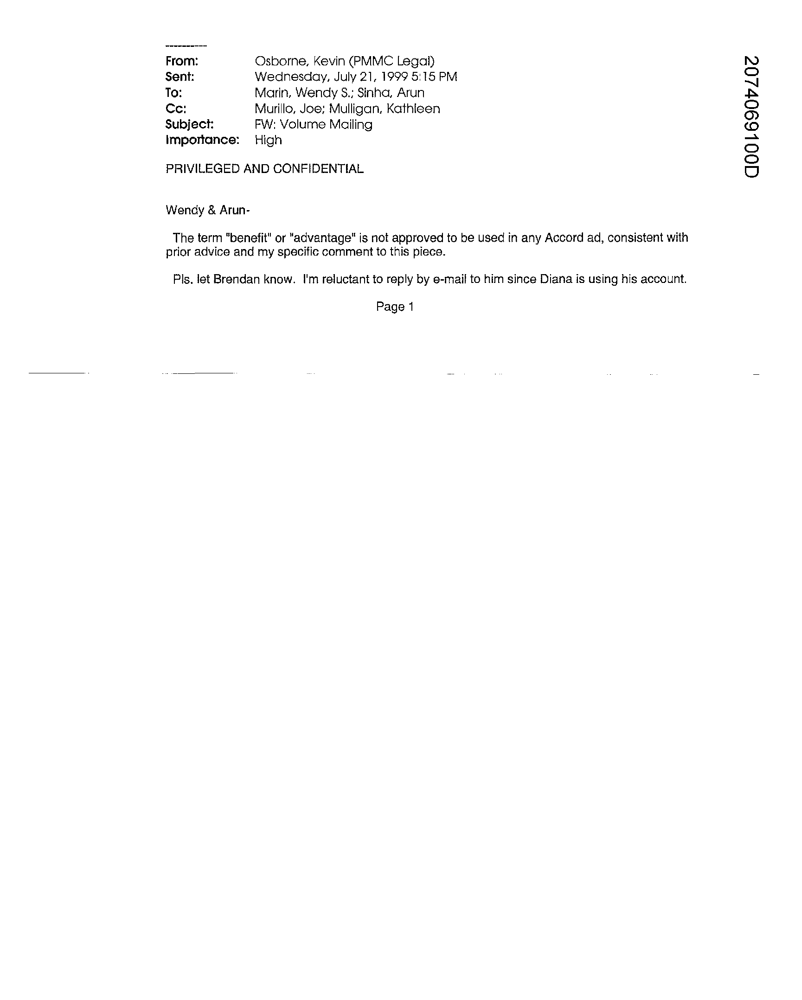 From: Osborne, Kevin (PMMC Legal)
Sent: Wednesday, July 21, 1999 5:15 PM
To: Marin, Wendy S.; Sinha, Arun
Cc: Murillo, Joe; Mulligan, Kathleen
Subject: FW: Volume Mailing
Importance: High
PRIVILEGED AND CONFIDENTIAL
Wendy & Arun-
The term "benefit" or "advantage" is not approved to be used in any Accord ad, consistent with
prior advice and my specific comment to this piece.
Pls. let Brendan know. I'm reluctant to reply by e-mail to him since Diana is using his account.
Page 1
2074069100D